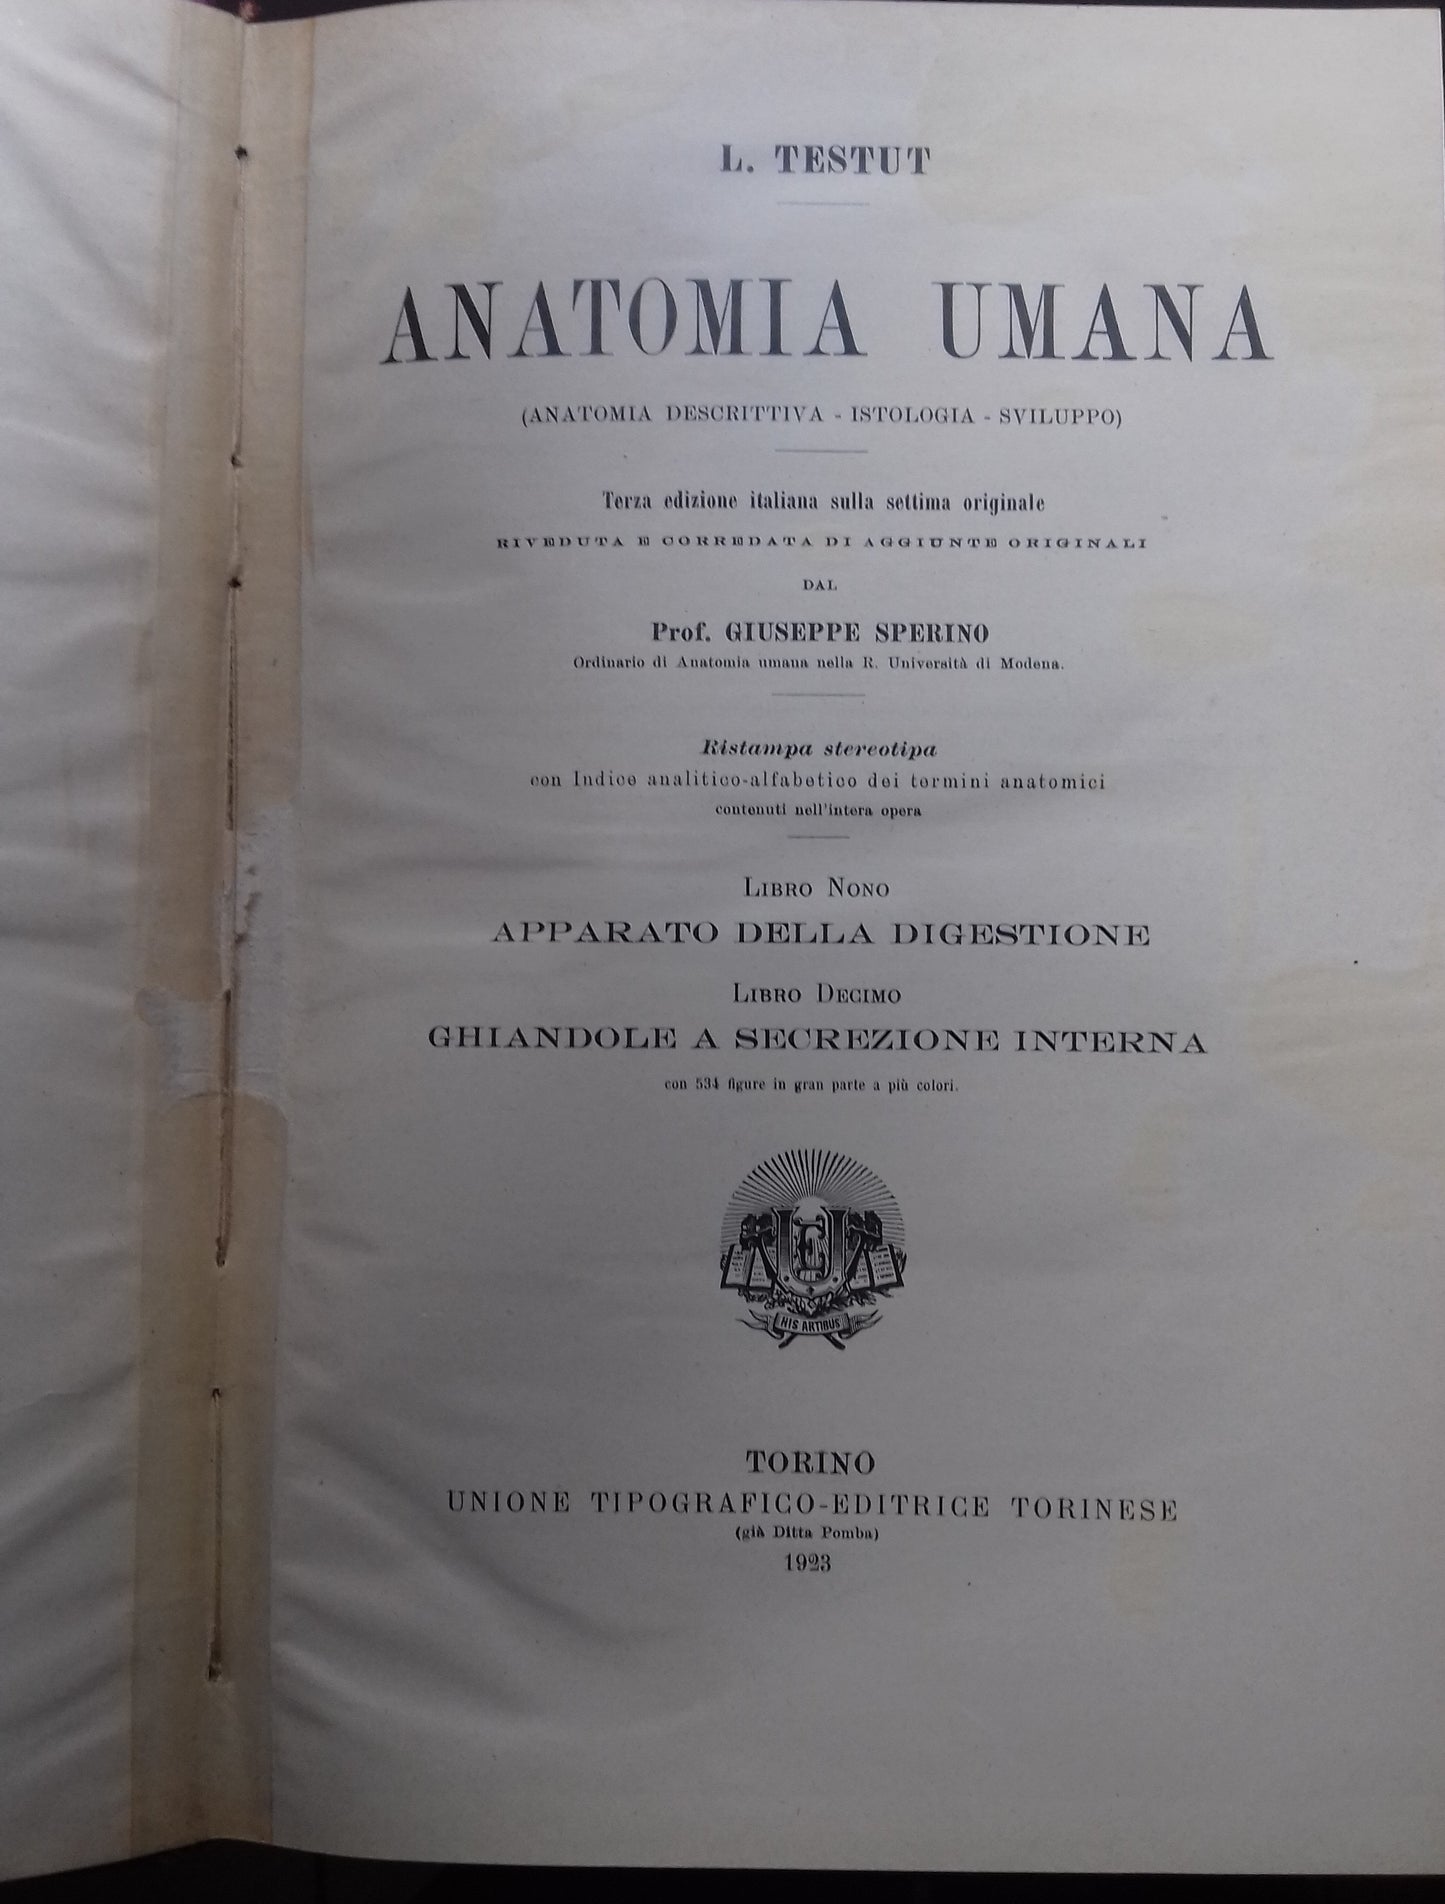 L. TESTUT
ANATOMIA UMANA
(ANATOMIA DESCRITTIVA - ISTOLOGIA - SVILUPPO)
Terza edizione italiana sulla settima originale
RIVEDUTA E CORREDATA DI AGGIUNTE ORIGINALI
DAL
Prof. GIUSEPPE SPERINO
Ordinario di Anatomia umana nella R. Università di Modena.
Ristampa stereotipa
con Indice analitico-alfabetico dei termini anatomici
contenuti nell'intera opera
LIBRO NONO
APPARATO DELLA DIGESTIONE
LIBRO DECIMO
GHIANDOLE A SECREZIONE INTERNA
con 534 figure in gran parte a più colori.
HIS ARTIBUS
TORINO
UNIONE TIPOGRAFICO-EDITRICE TORINESE
(già Ditta Pomba)
1923